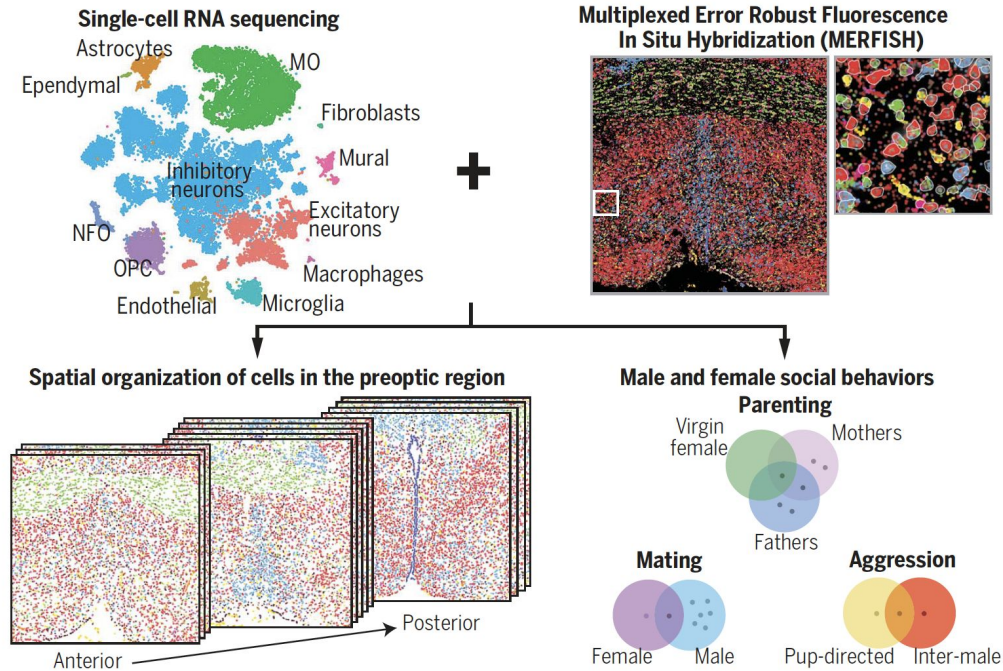 Single-cell RNA sequencing
Astrocytes
Ependymal
MO
Fibroblasts
Mural
Inhibitory
neurons
Excitatory
neurons
NFO
OPC
Macrophages
Endothelial
Microglia
+
Multiplexed Error Robust Fluorescence
In Situ Hybridization (MERFISH)
Spatial organization of cells in the preoptic region
Anterior
Posterior
Male and female social behaviors
Parenting
Virgin
female
Mothers
Fathers
Mating
Female
Male
Aggression
Pup-directed
Inter-male